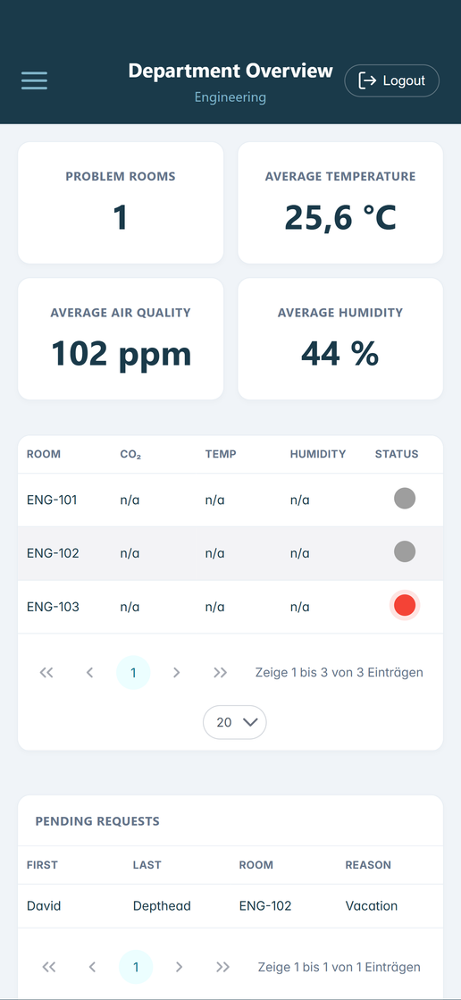 Department Overview
Engineering
Logout
PROBLEM ROOMS
1
AVERAGE TEMPERATURE
25,6 °C
AVERAGE AIR QUALITY
102 ppm
AVERAGE HUMIDITY
44 %
ROOM CO₂ TEMP HUMIDITY STATUS
ENG-101 n/a n/a n/a
ENG-102 n/a n/a n/a
ENG-103 n/a n/a n/a
1 Zeige 1 bis 3 von 3 Einträgen
20
PENDING REQUESTS
FIRST LAST ROOM REASON
David Depthead ENG-102 Vacation
1 Zeige 1 bis 1 von 1 Einträgen